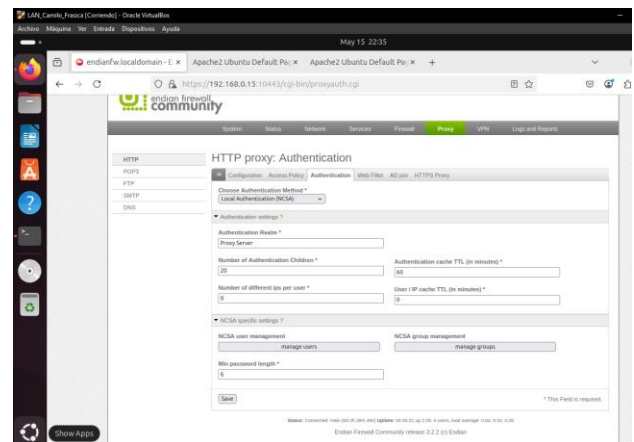 LAN_Camilo_Frasica [Corriendo] - Oracle VirtualBox
Archivo Máquina Ver Entrada Dispositivos Ayuda
May 15 22:35
endianfw.localdomain - E × Apache2 Ubuntu Default Pag × Apache2 Ubuntu Default Pag × +
https://192.168.0.15:10443/cgi-bin/proxyauth.cgi
endian firewall
community
System Status Network Services Firewall Proxy VPN Logs and Reports
HTTP
POP3
FTP
SMTP
DNS
HTTP proxy: Authentication
Configuration Access Policy Authentication Web Filter AD join HTTPS Proxy
Choose Authentication Method *
Local Authentication (NCSA)
Authentication settings ?
Authentication Realm *
Proxy Server
Number of Authentication Children * Authentication cache TTL (in minutes) *
20 60
Number of different ips per user * User / IP cache TTL (in minutes) *
0 0
NCSA specific settings ?
NCSA user management NCSA group management
manage users manage groups
Min password length *
6
Save * This Field is required.
Status: Connected: main
Endian Firewall Community release 3.2.2 (c) Endian
Show Apps